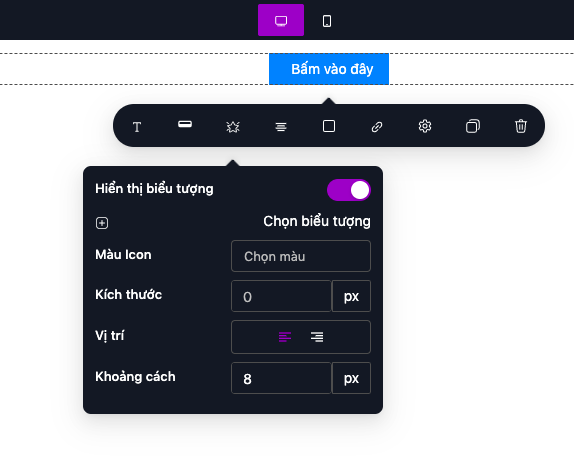 Bấm vào đây
T
Hiển thị biểu tượng
Chọn biểu tượng
Màu Icon
Chọn màu
Kích thước
0
px
Vị trí
Khoảng cách
8
px